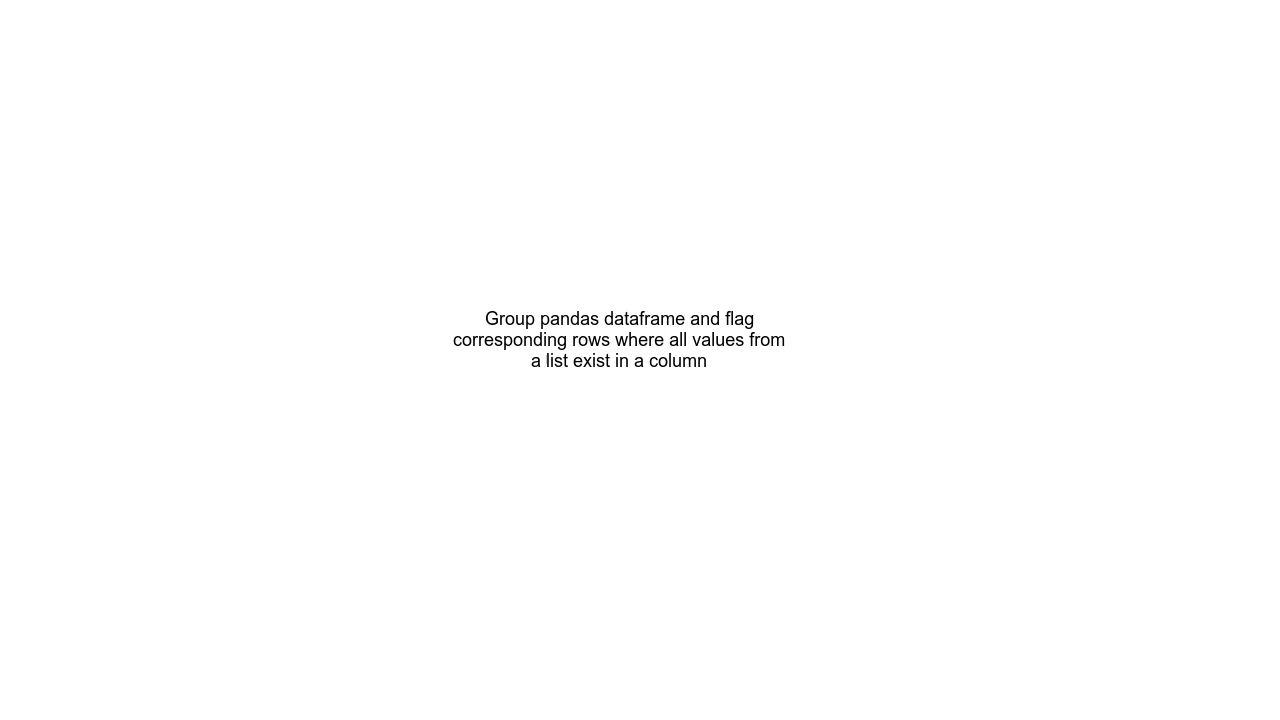 Group pandas dataframe and flag
corresponding rows where all values from
a list exist in a column